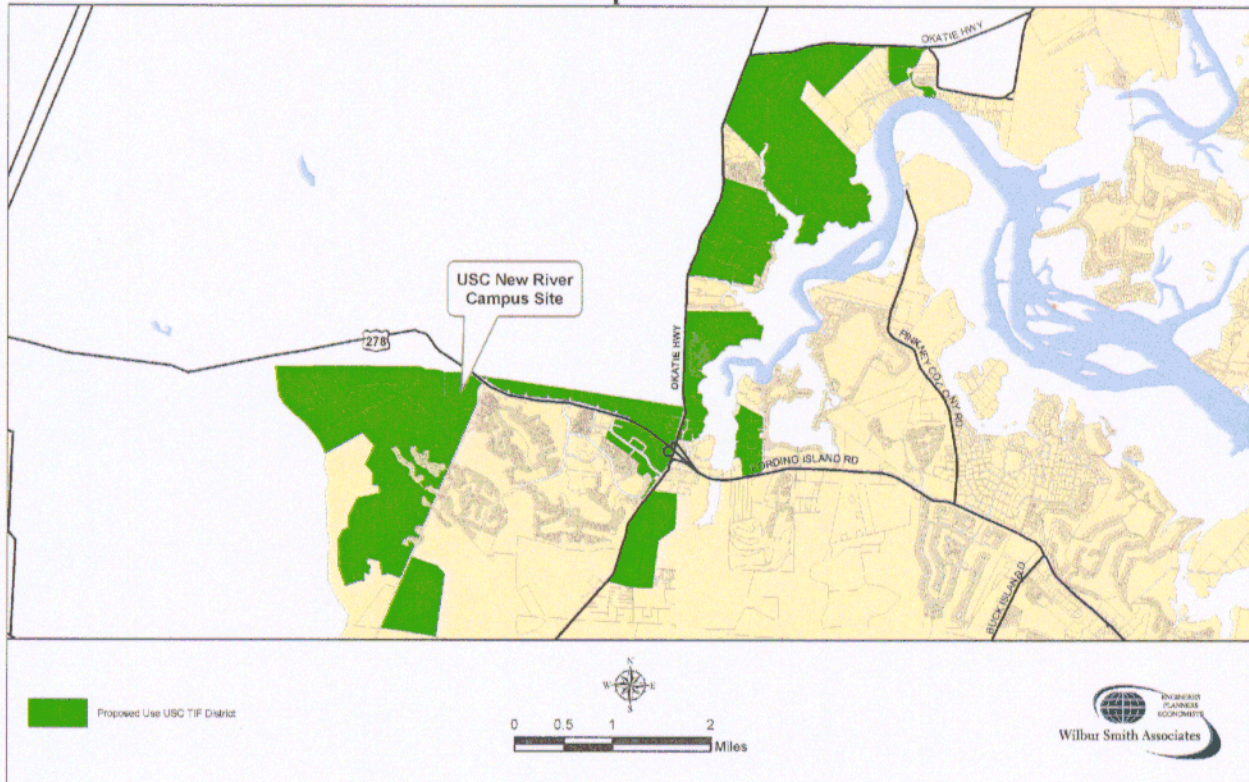 OKATIE HWY
USC New River
Campus Site
278
OKATIE HWY
PINKNEY COLONY RD
FORDING ISLAND RD
BUCK ISLAND RD
N
W E
S
Proposed Use USC TIF District
0 0.5 1 2
Miles
ENGINEERS
PLANNERS
ECONOMISTS
Wilbur Smith Associates